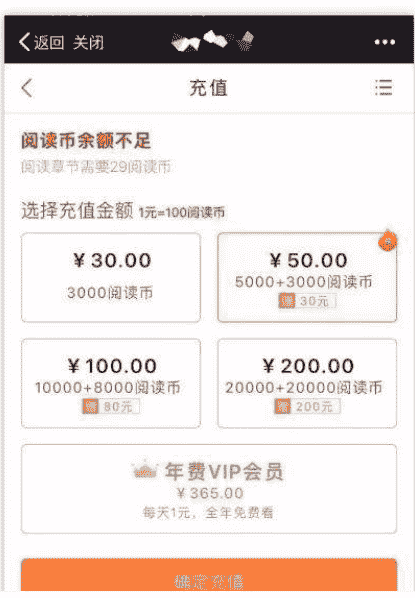 返回 关闭
充值
阅读币余额不足
阅读章节需要29阅读币
选择充值金额 1元=100阅读币
￥30.00
3000阅读币
￥50.00
5000+3000阅读币
赠 30元
￥100.00
10000+8000阅读币
赠 80元
￥200.00
20000+20000阅读币
赠 200元
年费VIP会员
￥365.00
每天1元，全年免费看
确定充值